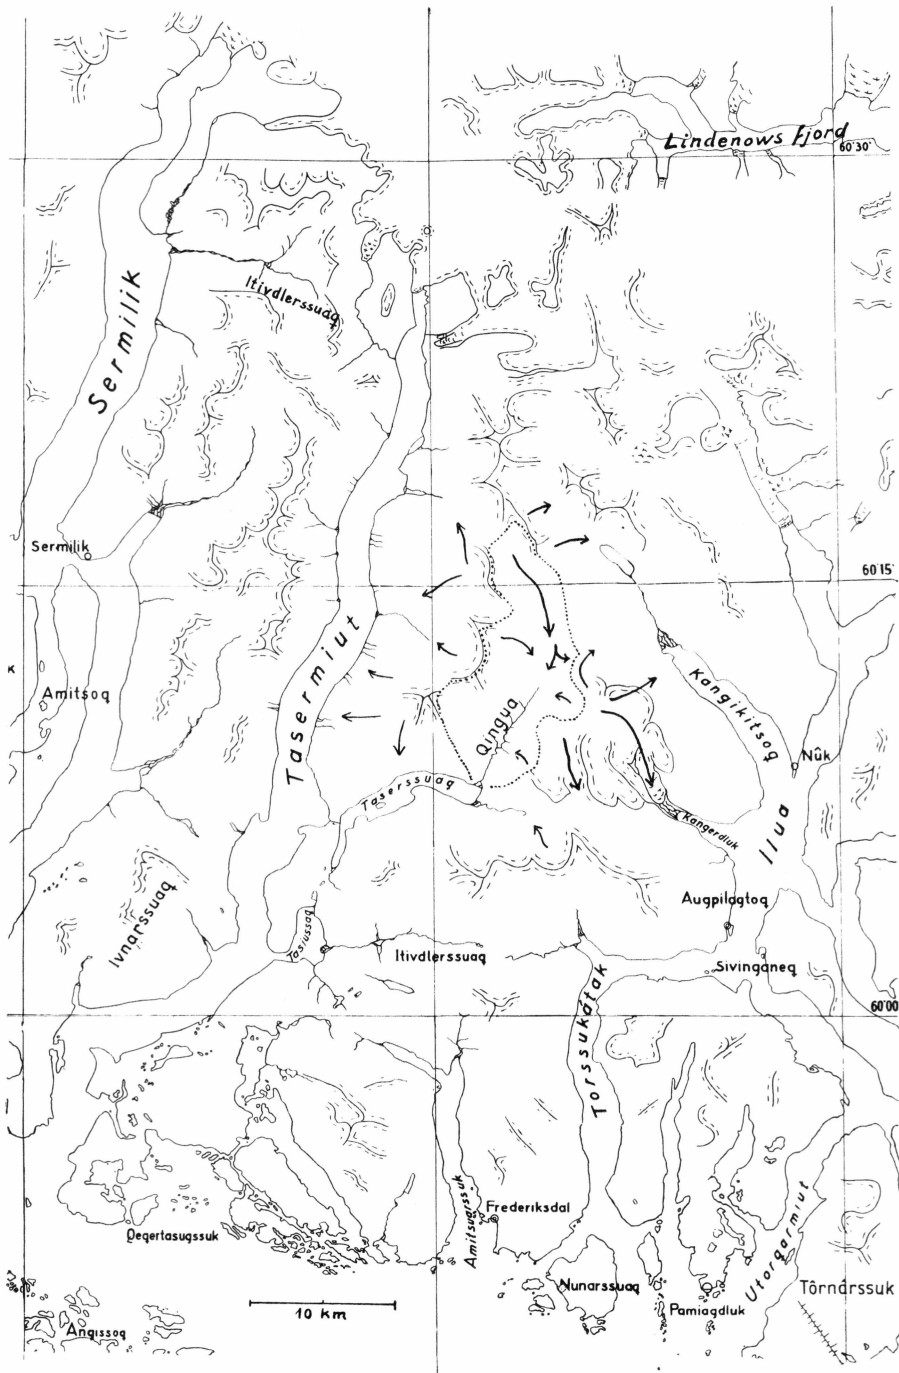 Lindenows fjord
60°30'
Itivdlerssuaq
Sermilik
Sermilik
60°15'
Tasermiut
Kangikitsoq
K
Amitsoq
Qingua
Nûk
Taserssuaq
Ilua
Kangerdluk
Ivnarssuaq
Augpilagtoq
Tasiussaq
Itivdlerssuaq
Sivinganeq
60°00
Torssukátak
Amitsuarssuk
Frederiksdal
Utorqarmiut
Qeqertasugssuk
Nunarssuaq
Tôrnârssuk
10 km
Pamiagdluk
Angissoq